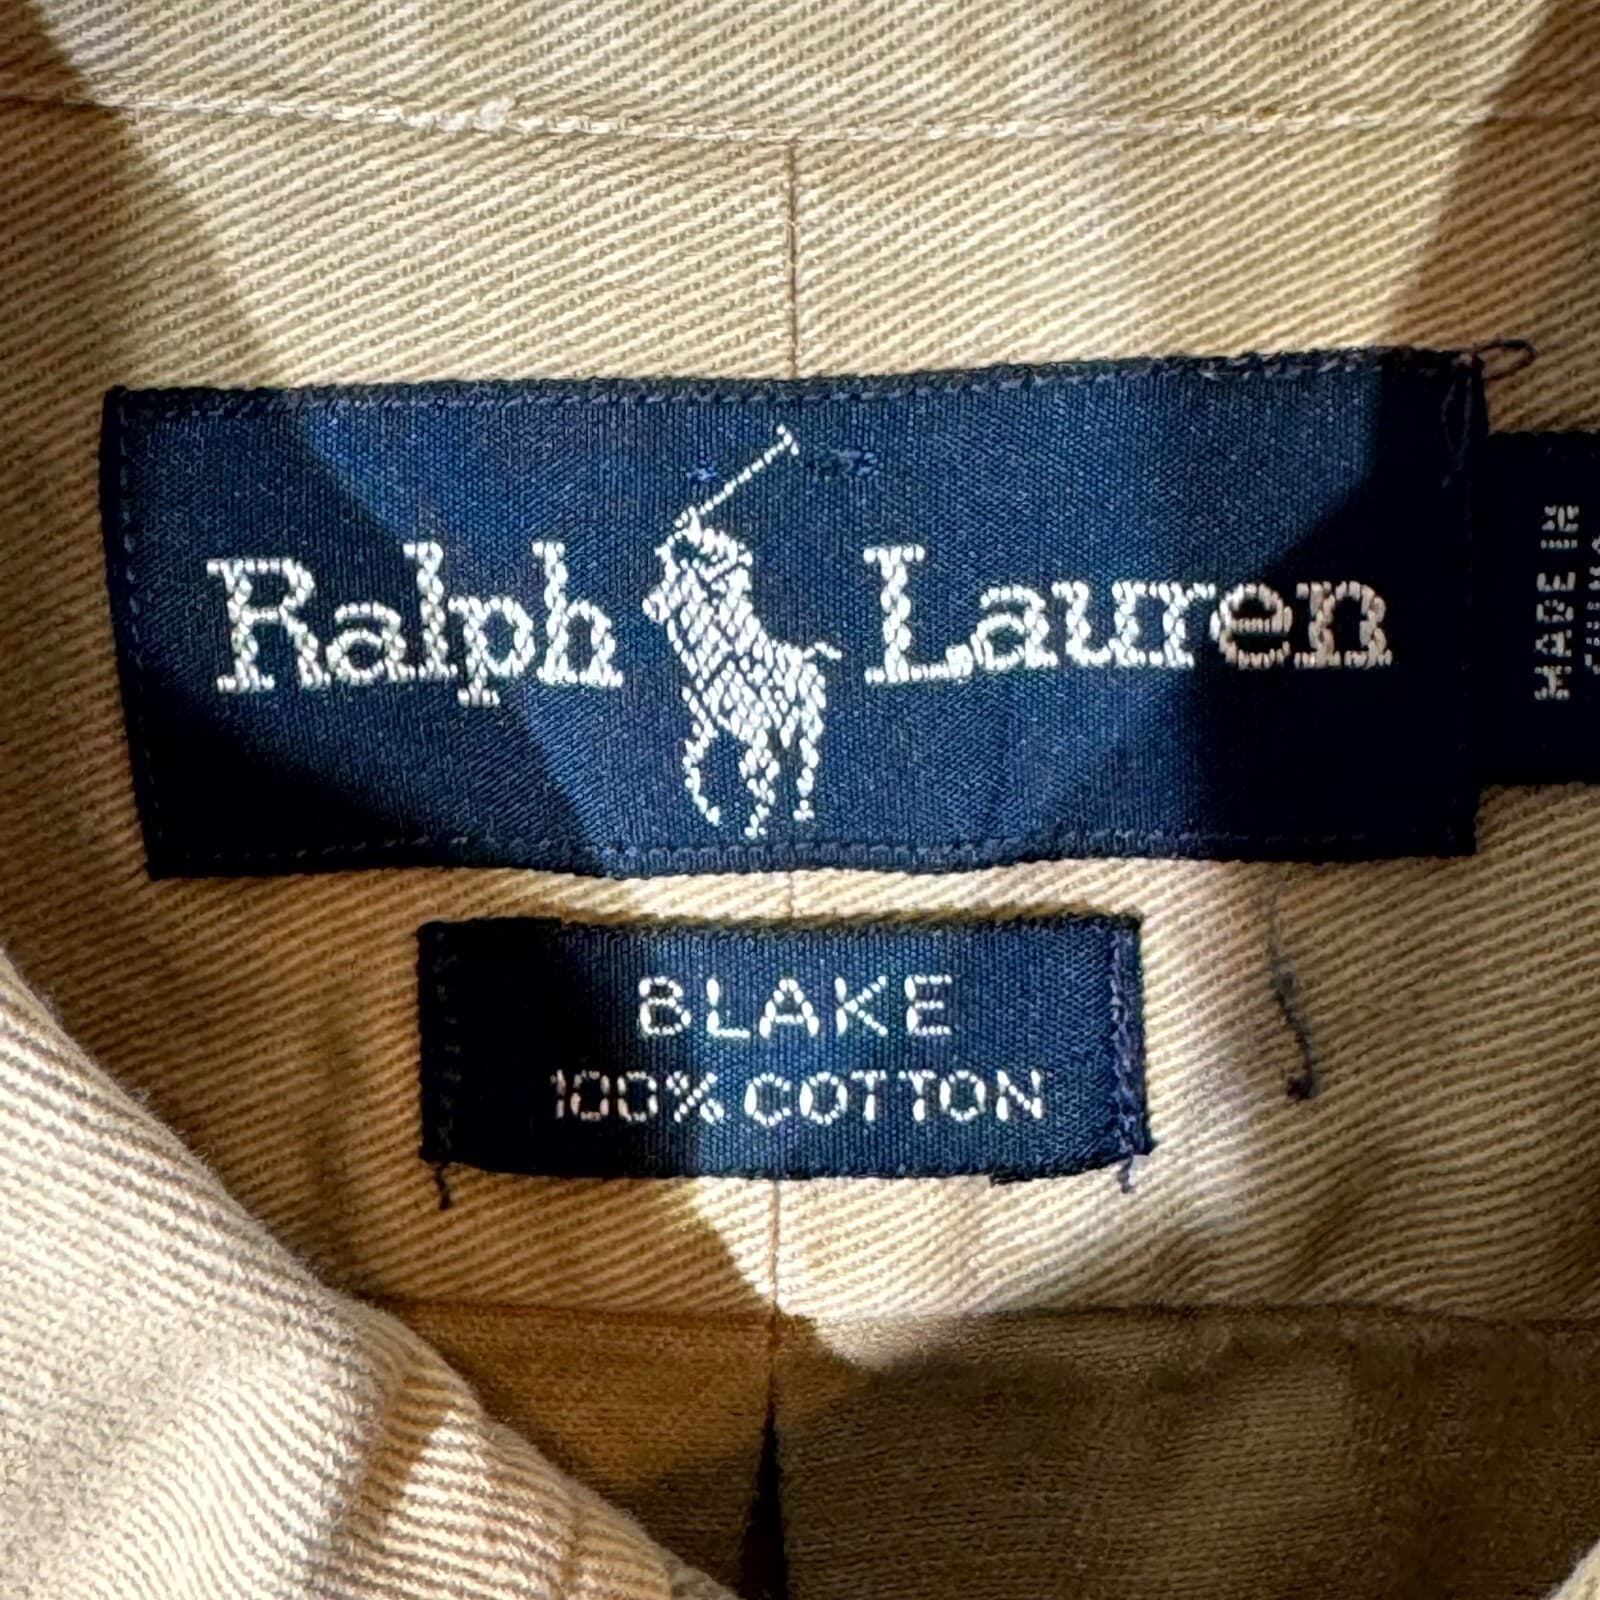 Ralph Lauren
BLAKE
100% COTTON
MADE IN